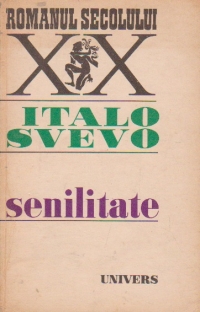 ROMANUL SECOLULUI
XX
ITALO
SVEVO
senilitate
UNIVERS